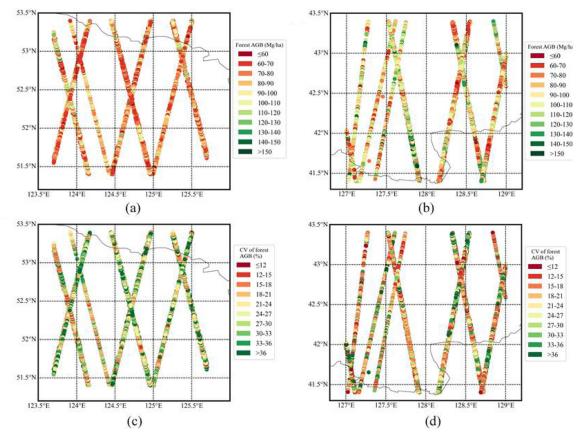 53.5°N
53°N
52.5°N
52°N
51.5°N
123.5°E 124.0°E 124.5°E 125.0°E 125.5°E
Forest AGB (Mg/ha)
≤60
60-70
70-80
80-90
90-100
100-110
110-120
120-130
130-140
140-150
>150
(a)
43.5°N
43°N
42.5°N
42°N
41.5°N
127°E 127.5°E 128°E 128.5°E 129°E
Forest AGB (Mg/ha
≤60
60-70
70-80
80-90
90-100
100-110
110-120
120-130
130-140
140-150
>150
(b)
53.5°N
53°N
52.5°N
52°N
51.5°N
123.5°E 124.0°E 124.5°E 125.0°E 125.5°E
CV of forest
AGB (%)
≤12
12-15
15-18
18-21
21-24
24-27
27-30
30-33
33-36
>36
(c)
43.5°N
43°N
42.5°N
42°N
41.5°N
127°E 127.5°E 128°E 128.5°E 129°E
CV of forest
AGB (%)
≤12
12-15
15-18
18-21
21-24
24-27
27-30
30-33
33-36
>36
(d)